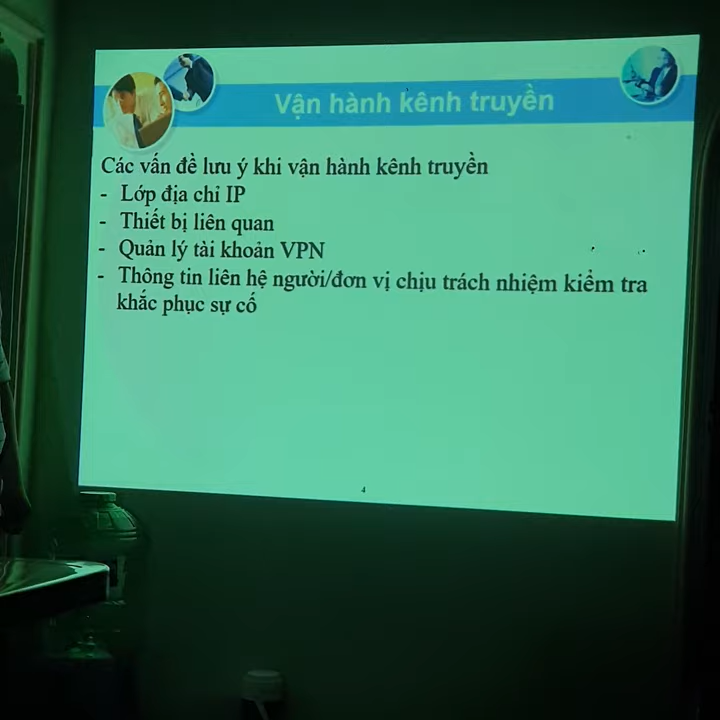 Vận hành kênh truyền
Các vấn đề lưu ý khi vận hành kênh truyền
- Lớp địa chỉ IP
- Thiết bị liên quan
- Quản lý tài khoản VPN
- Thông tin liên hệ người/đơn vị chịu trách nhiệm kiểm tra
khắc phục sự cố
4